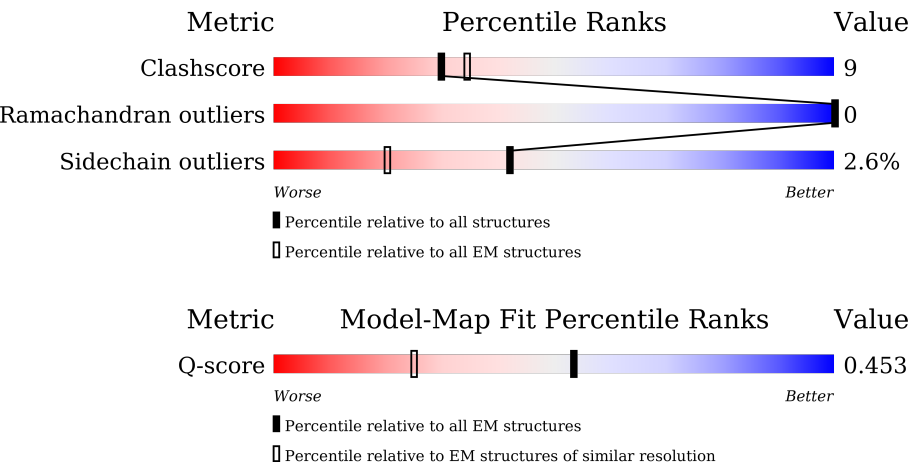 Metric Percentile Ranks Value
Clashscore 9
Ramachandran outliers 0
Sidechain outliers 2.6%
Worse Better
Percentile relative to all structures
Percentile relative to all EM structures
Metric Model-Map Fit Percentile Ranks Value
Q-score 0.453
Worse Better
Percentile relative to all EM structures
Percentile relative to EM structures of similar resolution